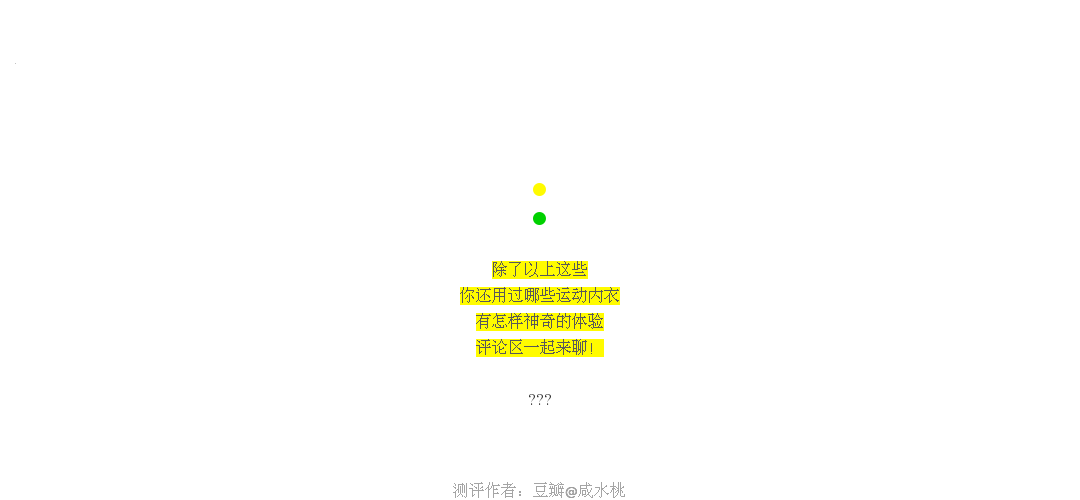 除了以上这些
你还用过哪些运动内衣
有怎样神奇的体验
评论区一起来聊！
???
测评作者：豆瓣@咸水桃